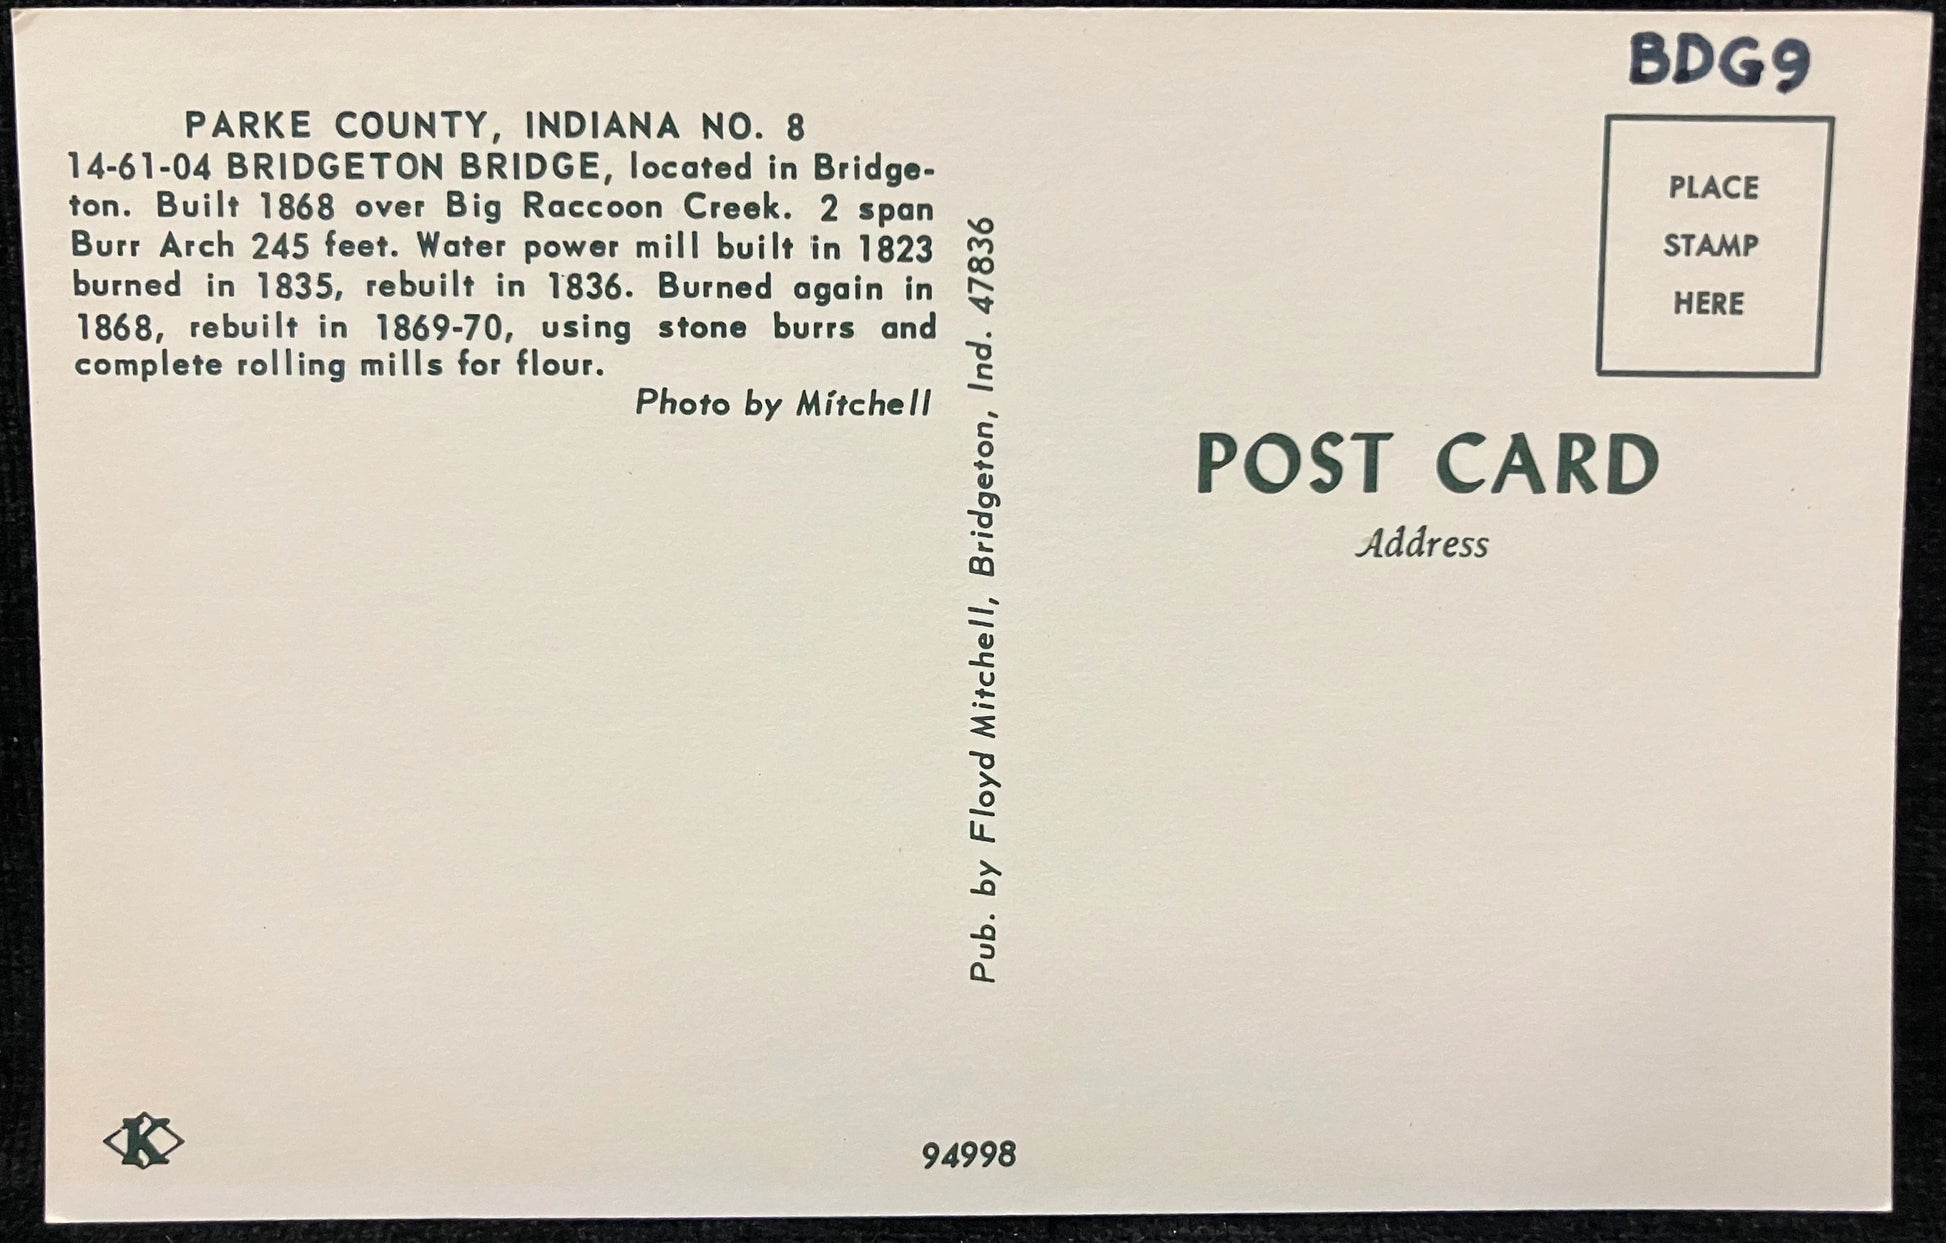 BDG9
PARKE COUNTY, INDIANA NO. 8
14-61-04 BRIDGETON BRIDGE, located in Bridge-
ton. Built 1868 over Big Raccoon Creek. 2 span
Burr Arch 245 feet. Water power mill built in 1823
burned in 1835, rebuilt in 1836. Burned again in
1868, rebuilt in 1869-70, using stone burrs and
complete rolling mills for flour.
Photo by Mitchell
Pub. by Floyd Mitchell, Bridgeton, Ind. 47836
PLACE
STAMP
HERE
POST CARD
Address
K
94998